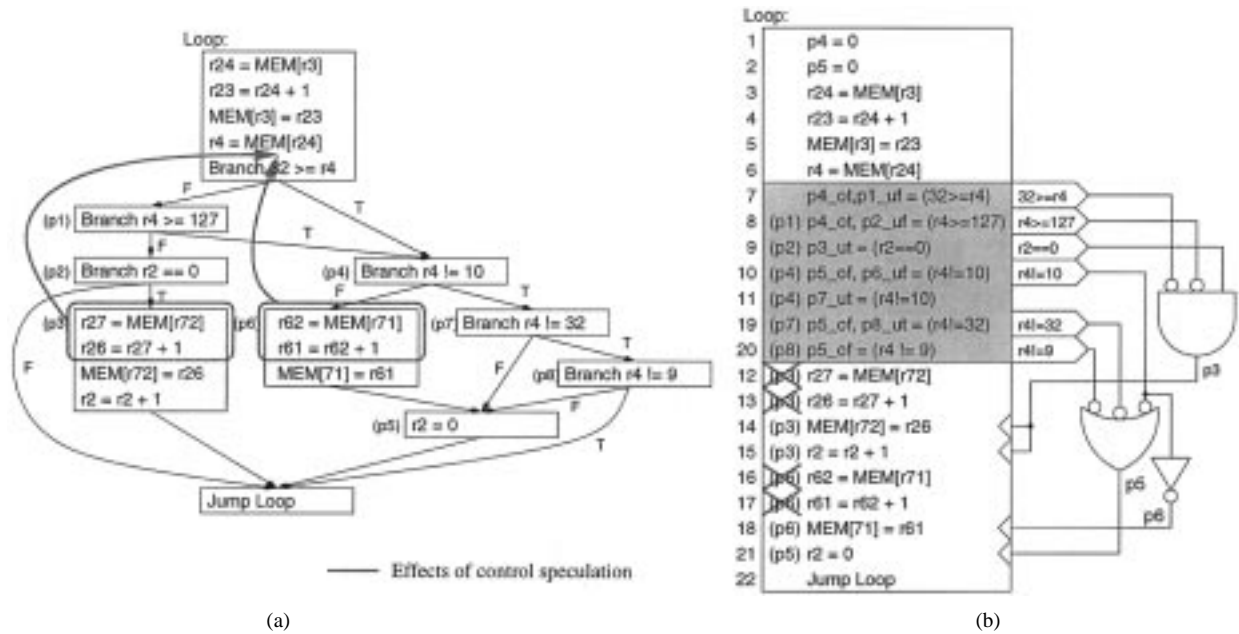 Loop:
r24 = MEM[r3]
r23 = r24 + 1
MEM[r3] = r23
r4 = MEM[r24]
Branch 32 >= r4
F
T
(p1) Branch r4 >= 127
T
F
(p2) Branch r2 == 0
(p4) Branch r4 != 10
T
F
T
(p3) r27 = MEM[r72]
r26 = r27 + 1
MEM[r72] = r26
r2 = r2 + 1
(p6) r62 = MEM[r71]
r61 = r62 + 1
MEM[71] = r61
(p7) Branch r4 != 32
F
F
T
(p8) Branch r4 != 9
F
(p5) r2 = 0
T
Jump Loop
Effects of control speculation
(a)
Loop:
1 p4 = 0
2 p5 = 0
3 r24 = MEM[r3]
4 r23 = r24 + 1
5 MEM[r3] = r23
6 r4 = MEM[r24]
7 p4_ot,p1_uf = (32>=r4) 32>=r4
8 (p1) p4_ot, p2_uf = (r4>=127) r4>=127
9 (p2) p3_ut = (r2==0) r2==0
10 (p4) p5_of, p6_uf = (r4!=10) r4!=10
11 (p4) p7_ut = (r4!=10)
19 (p7) p5_of, p8_ut = (r4!=32) r4!=32
20 (p8) p5_of = (r4 != 9) r4!=9
12 (p3) r27 = MEM[r72]
13 (p3) r26 = r27 + 1
14 (p3) MEM[r72] = r26
15 (p3) r2 = r2 + 1
16 (p6) r62 = MEM[r71]
17 (p6) r61 = r62 + 1
18 (p6) MEM[71] = r61
21 (p5) r2 = 0
22 Jump Loop
p3
p5
p6
(b)